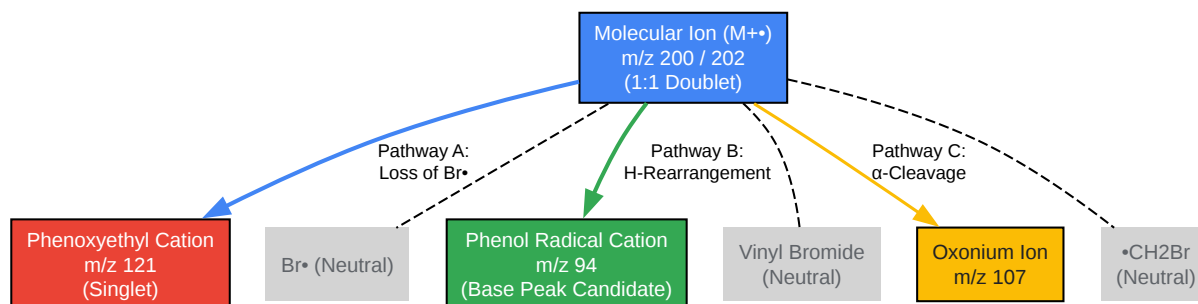 Molecular Ion (M+•)
m/z 200 / 202
(1:1 Doublet)
Pathway A:
Loss of Br•
Pathway B:
H-Rearrangement
Pathway C:
α-Cleavage
Phenoxyethyl Cation
m/z 121
(Singlet)
Br• (Neutral)
Phenol Radical Cation
m/z 94
(Base Peak Candidate)
Vinyl Bromide
(Neutral)
Oxonium Ion
m/z 107
•CH2Br
(Neutral)